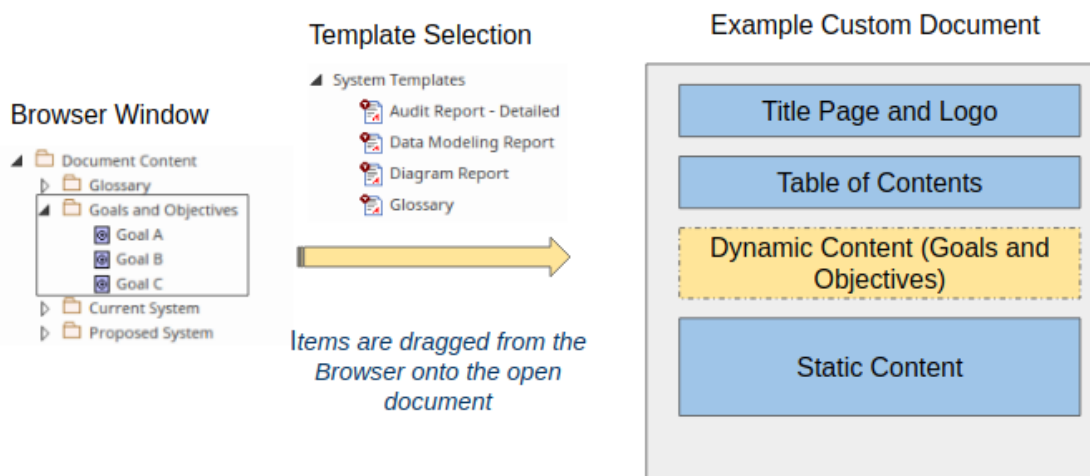 Browser Window
Document Content
Glossary
Goals and Objectives
Goal A
Goal B
Goal C
Current System
Proposed System
Template Selection
System Templates
Audit Report - Detailed
Data Modeling Report
Diagram Report
Glossary
Items are dragged from the
Browser onto the open
document
Example Custom Document
Title Page and Logo
Table of Contents
Dynamic Content (Goals and
Objectives)
Static Content